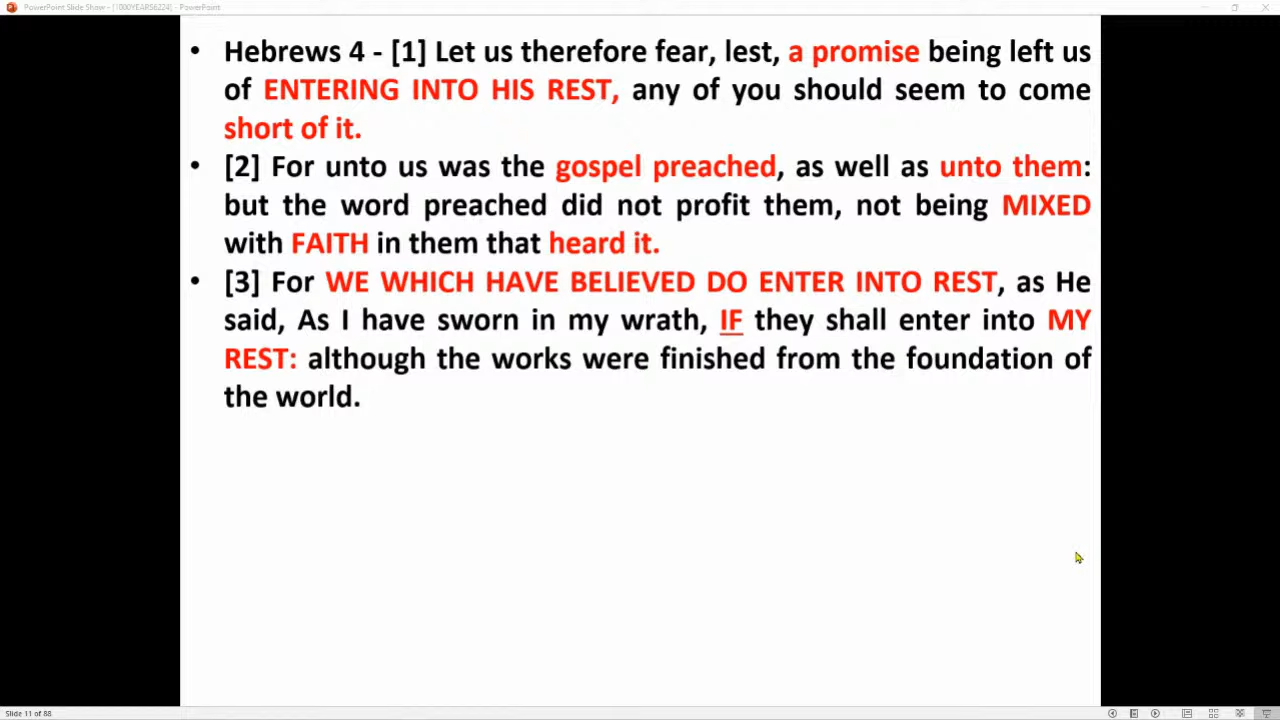 PowerPoint Slide Show - [1000YEARS6224] - PowerPoint
• Hebrews 4 - [1] Let us therefore fear, lest, a promise being left us
of ENTERING INTO HIS REST, any of you should seem to come
short of it.
• [2] For unto us was the gospel preached, as well as unto them:
but the word preached did not profit them, not being MIXED
with FAITH in them that heard it.
• [3] For WE WHICH HAVE BELIEVED DO ENTER INTO REST, as He
said, As I have sworn in my wrath, IF they shall enter into MY
REST: although the works were finished from the foundation of
the world.
Slide 11 of 88